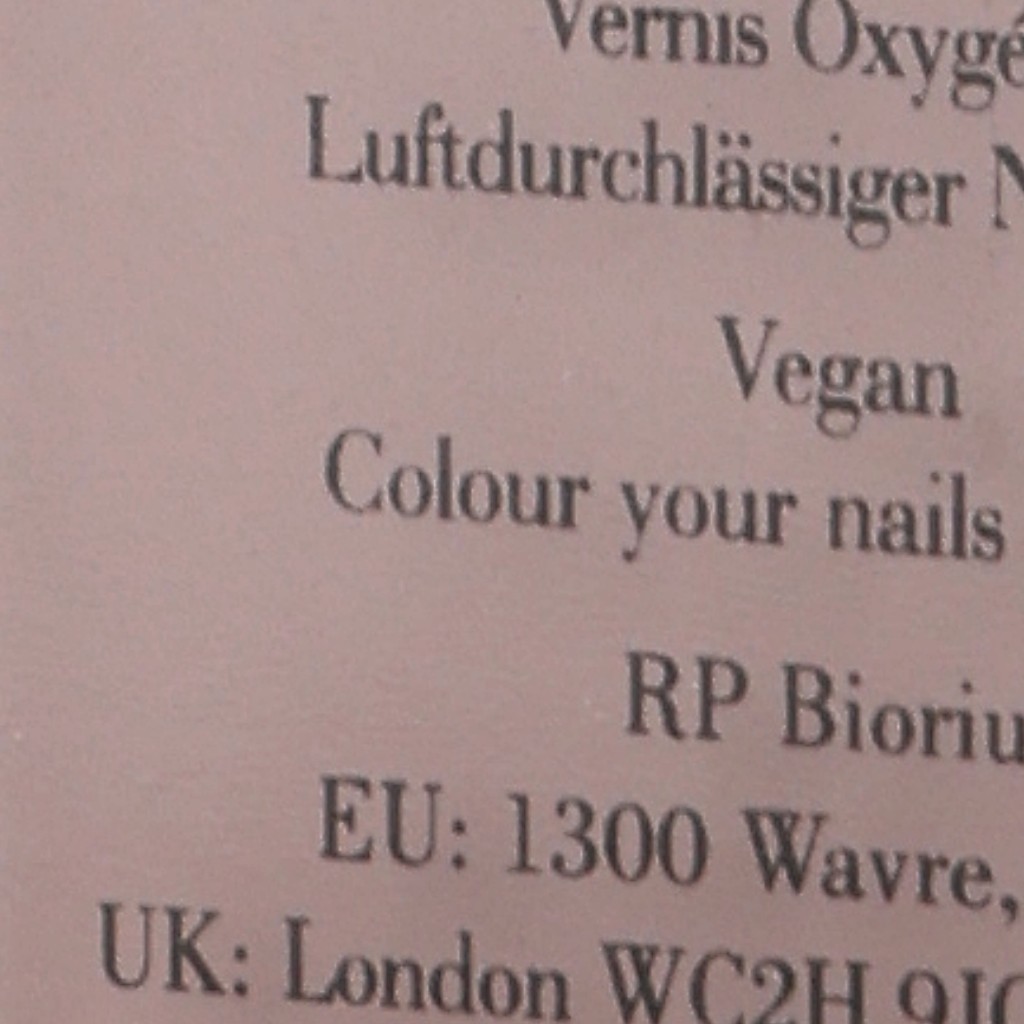 Vernis Oxygé
Luftdurchlässiger N
Vegan
Colour your nails
RP Bioriu
EU: 1300 Wavre,
UK: London WC2H